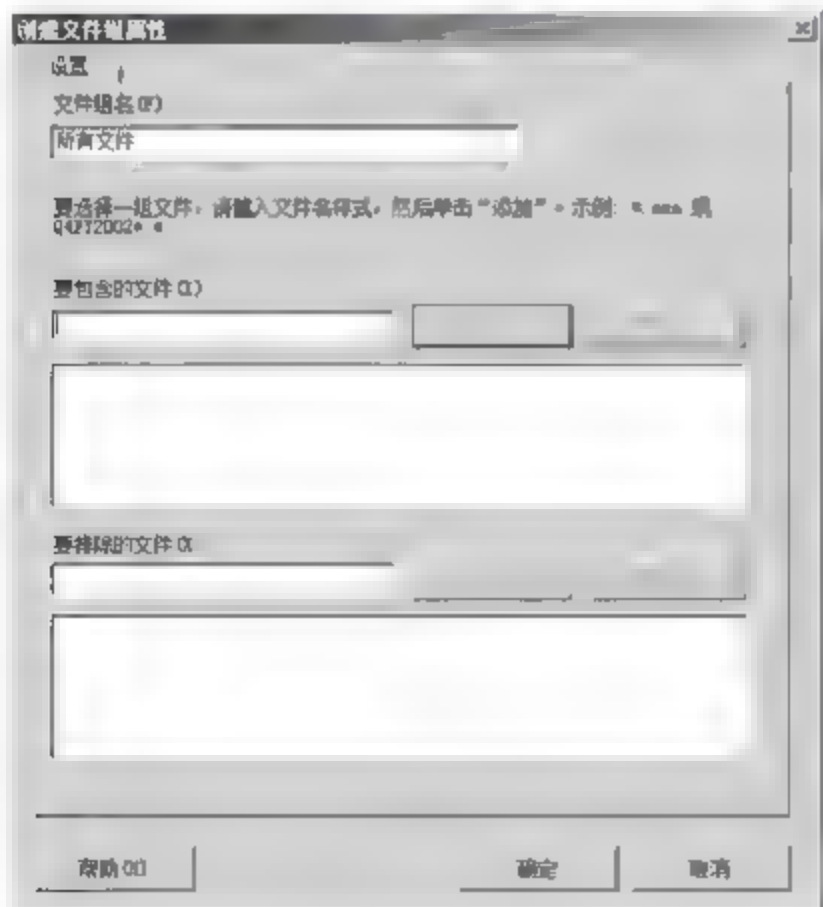 创建文件组属性
设置
文件组名(F)
所有文件
要选择一组文件，请键入文件名样式，然后单击“添加”。示例: 或
要包含的文件(I)
要排除的文件
帮助(H)
确定
取消